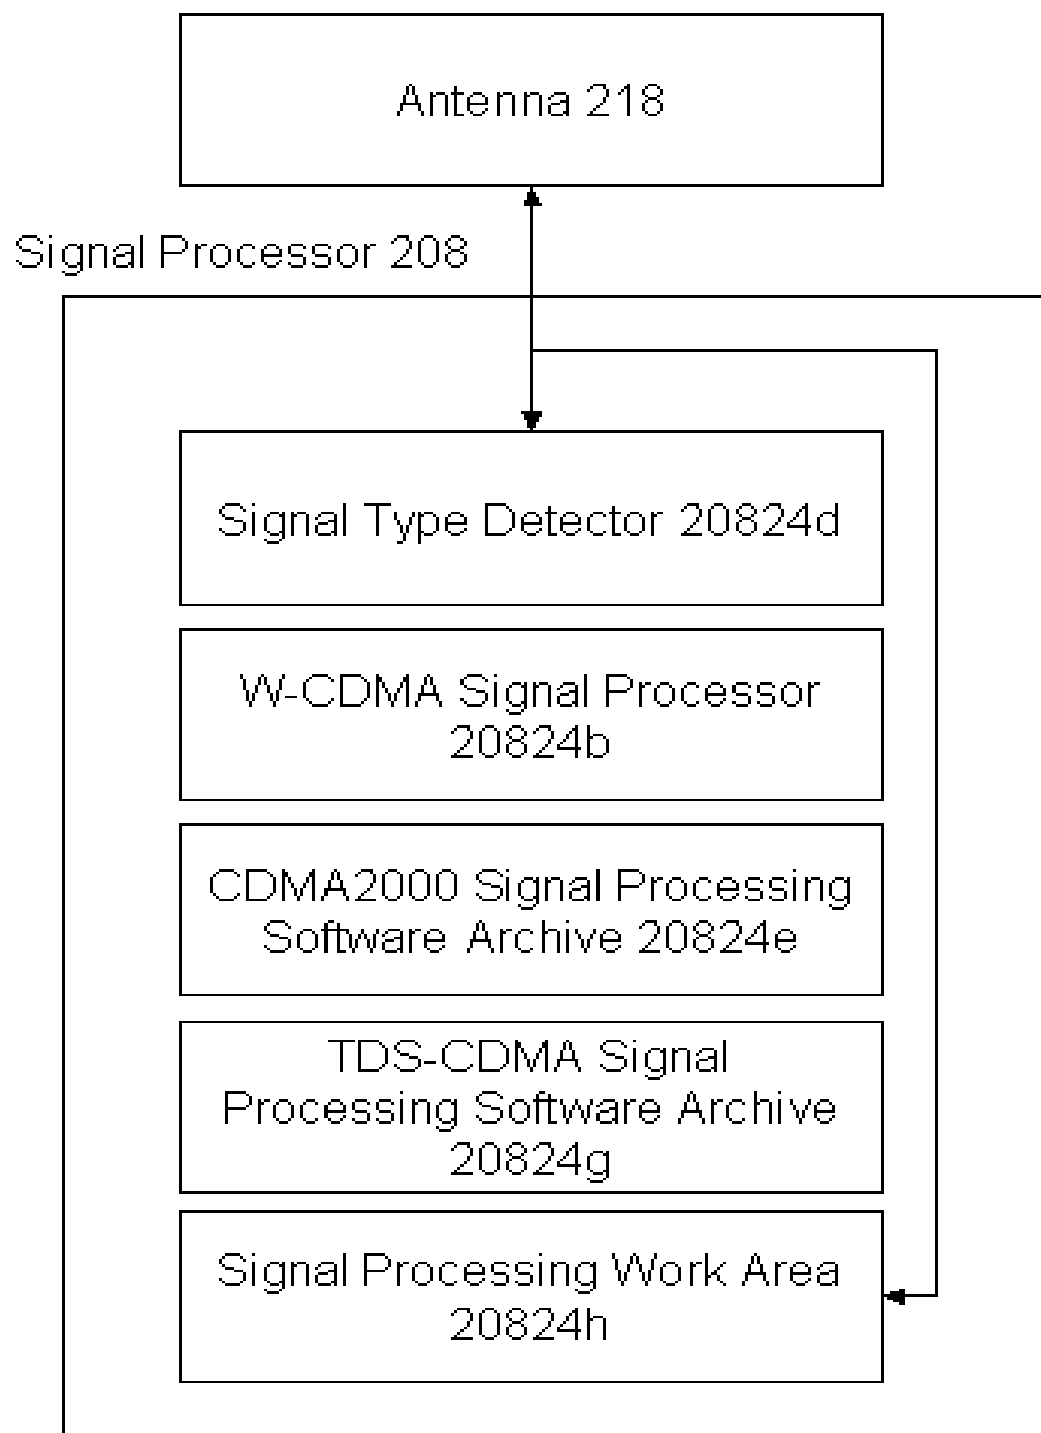 Antenna 218
Signal Processor 208
Signal Type Detector 20824d
W-CDMA Signal Processor
20824b
CDMA2000 Signal Processing
Software Archive 20824e
TDS-CDMA Signal
Processing Software Archive
20824g
Signal Processing Work Area
20824h